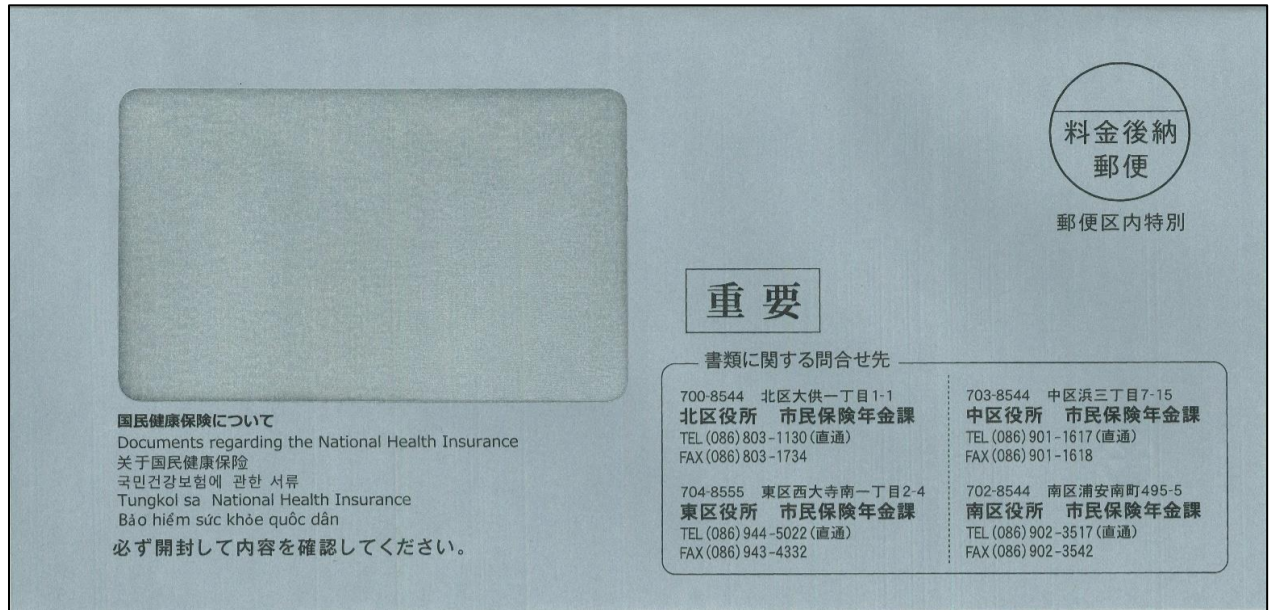 料金後納
郵便
郵便区内特別
重要
書類に関する問合せ先
700-8544 北区大供一丁目1-1
北区役所 市民保険年金課
TEL(086)803-1130(直通)
FAX(086)803-1734
703-8544 中区浜三丁目7-15
中区役所 市民保険年金課
TEL(086)901-1617(直通)
FAX(086)901-1618
704-8555 東区西大寺南一丁目2-4
東区役所 市民保険年金課
TEL(086)944-5022(直通)
FAX(086)943-4332
702-8544 南区浦安南町495-5
南区役所 市民保険年金課
TEL(086)902-3517(直通)
FAX(086)902-3542
国民健康保険について
Documents regarding the National Health Insurance
关于国民健康保险
국민건강보험에 관한 서류
Tungkol sa National Health Insurance
Bảo hiểm sức khỏe quốc dân
必ず開封して内容を確認してください。